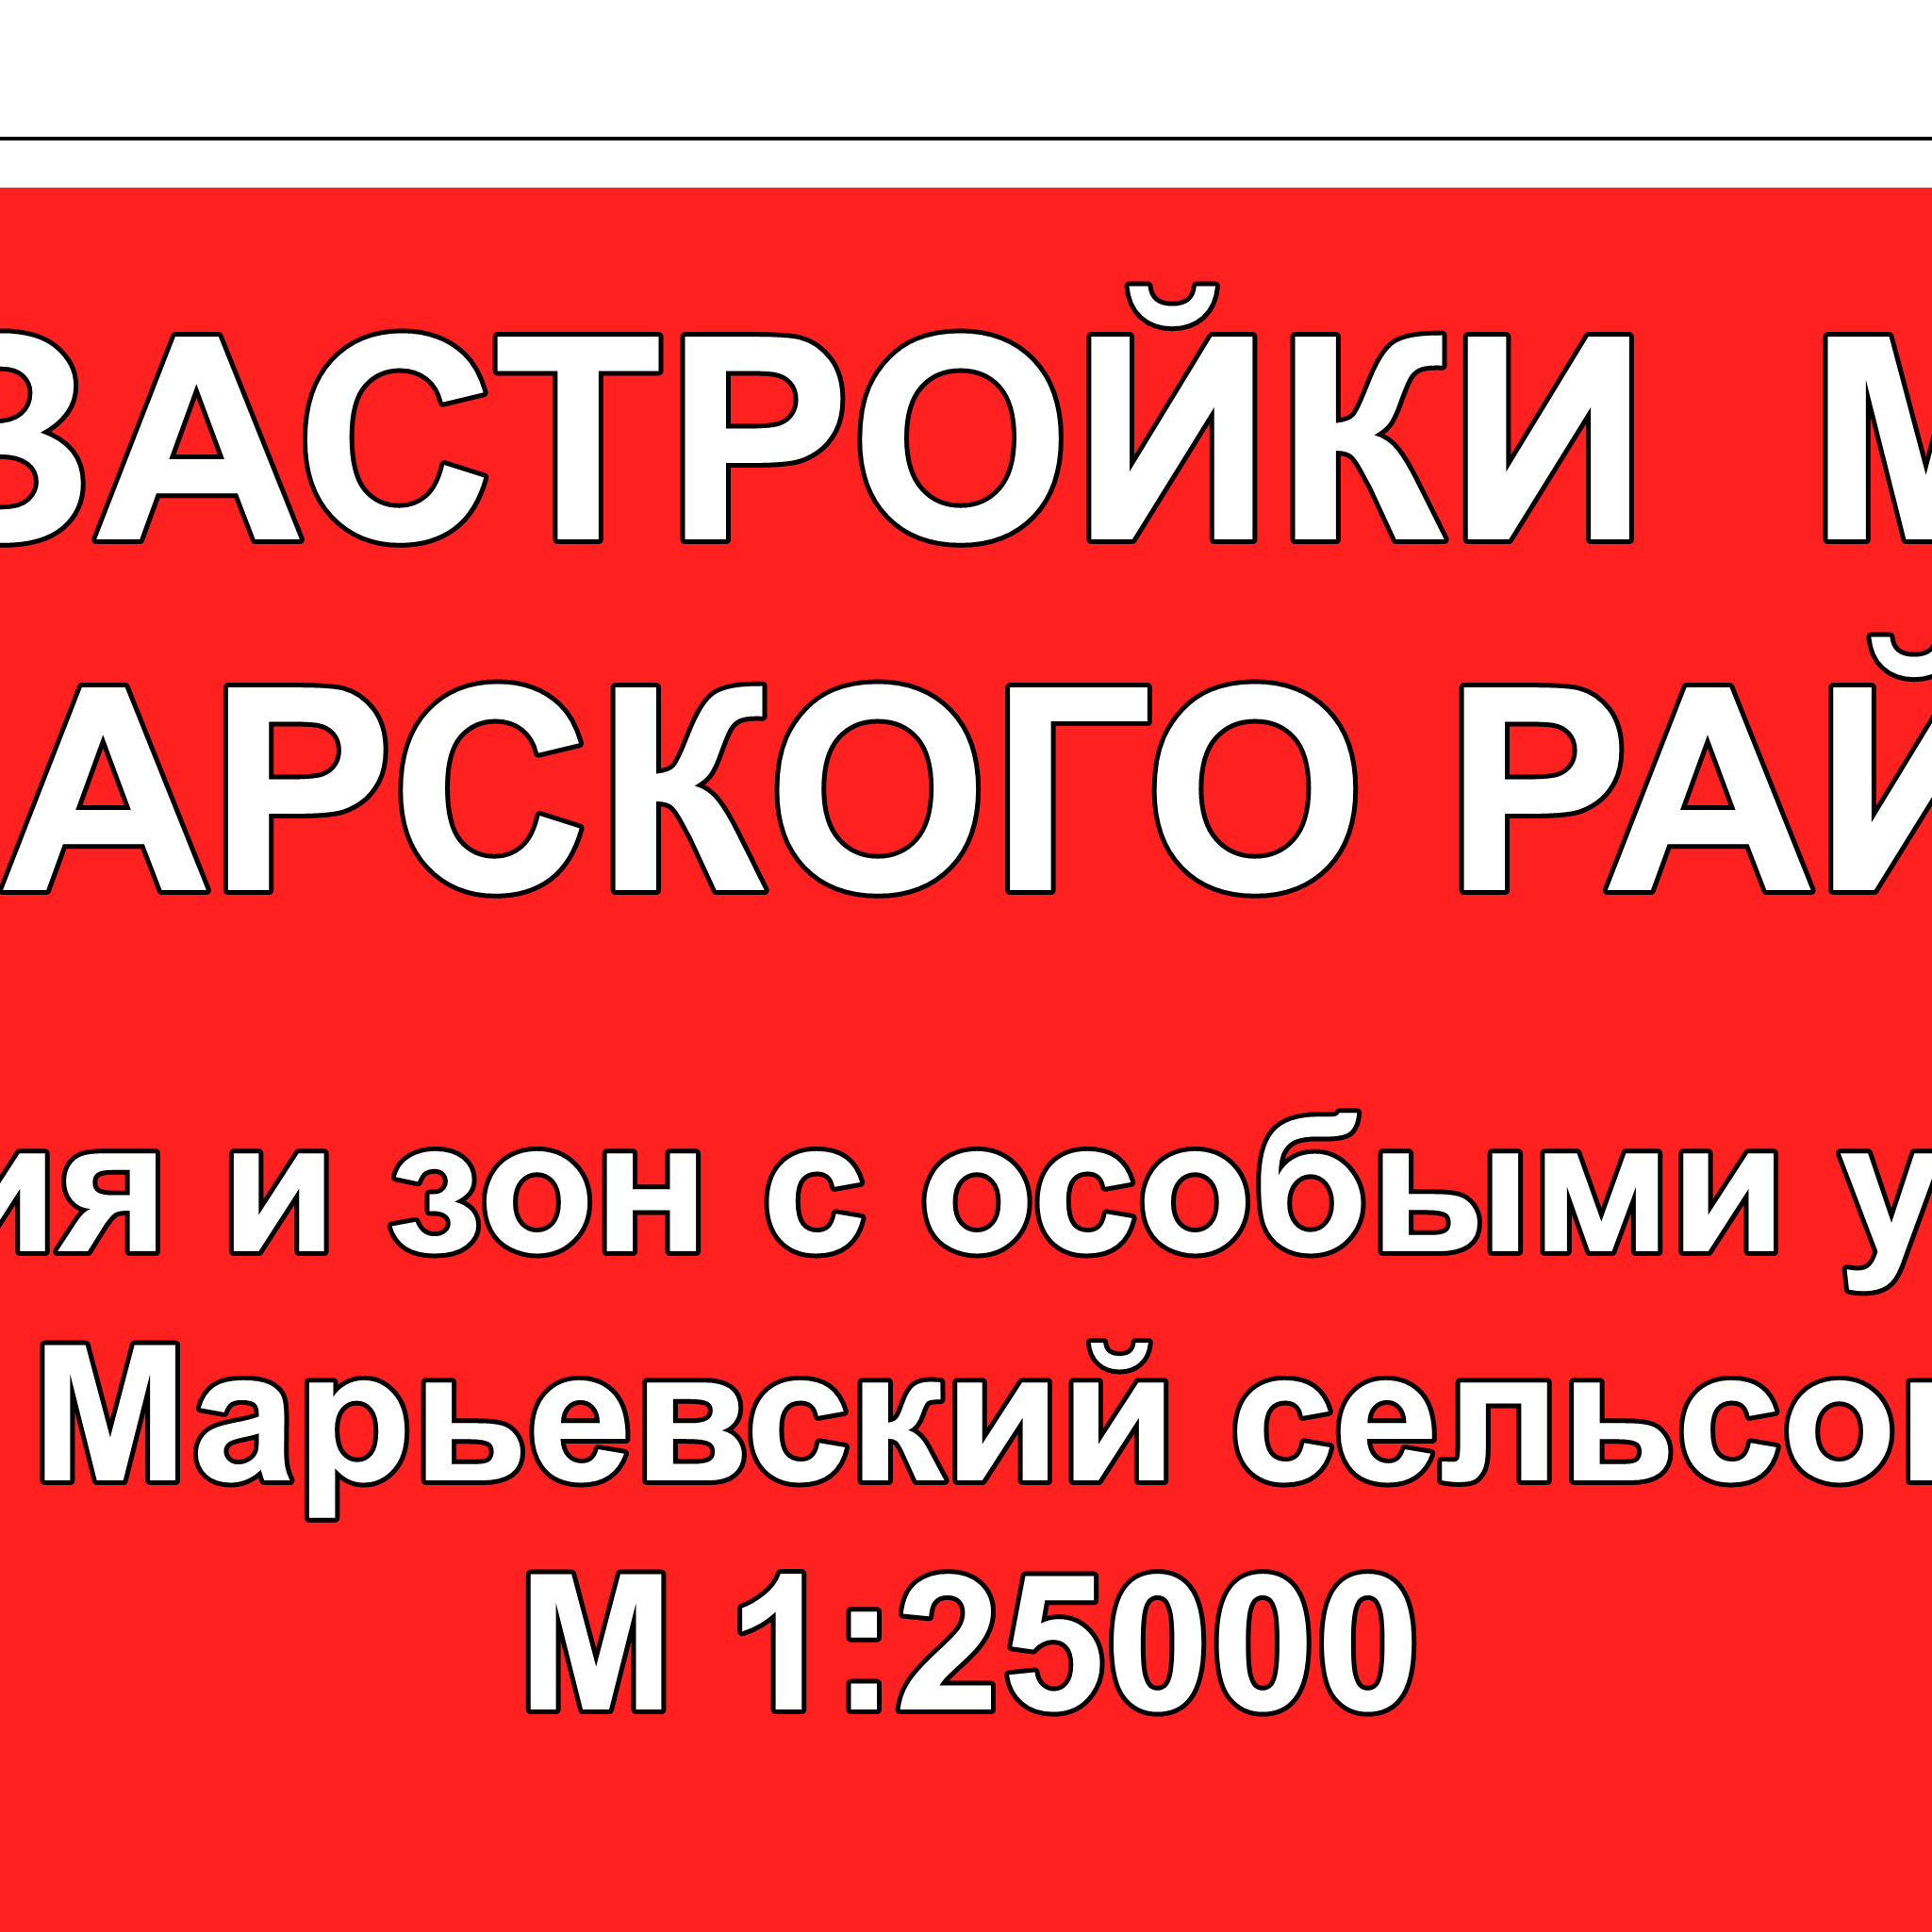 ЗАСТРОЙКИ М
АРСКОГО РАЙ
ия и зон с особыми у
Марьевский сельсо
М 1:25000